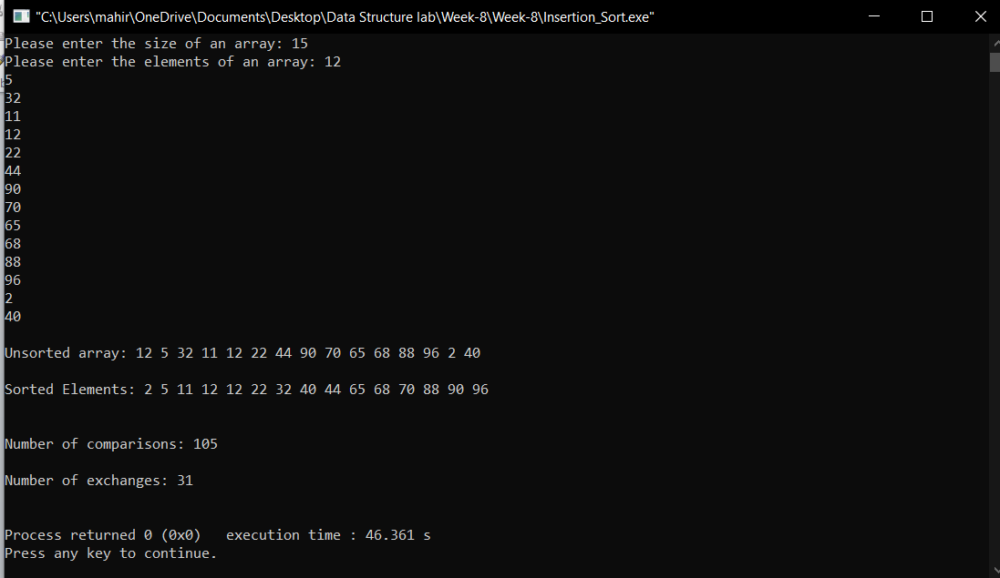 "C:\Users\mahir\OneDrive\Documents\Desktop\Data Structure lab\Week-8\Week-8\Insertion_Sort.exe"
Please enter the size of an array: 15
Please enter the elements of an array: 12
5
32
11
12
22
44
90
70
65
68
88
96
2
40
Unsorted array: 12 5 32 11 12 22 44 90 70 65 68 88 96 2 40
Sorted Elements: 2 5 11 12 12 22 32 40 44 65 68 70 88 90 96
Number of comparisons: 105
Number of exchanges: 31
Process returned 0 (0x0)   execution time : 46.361 s
Press any key to continue.